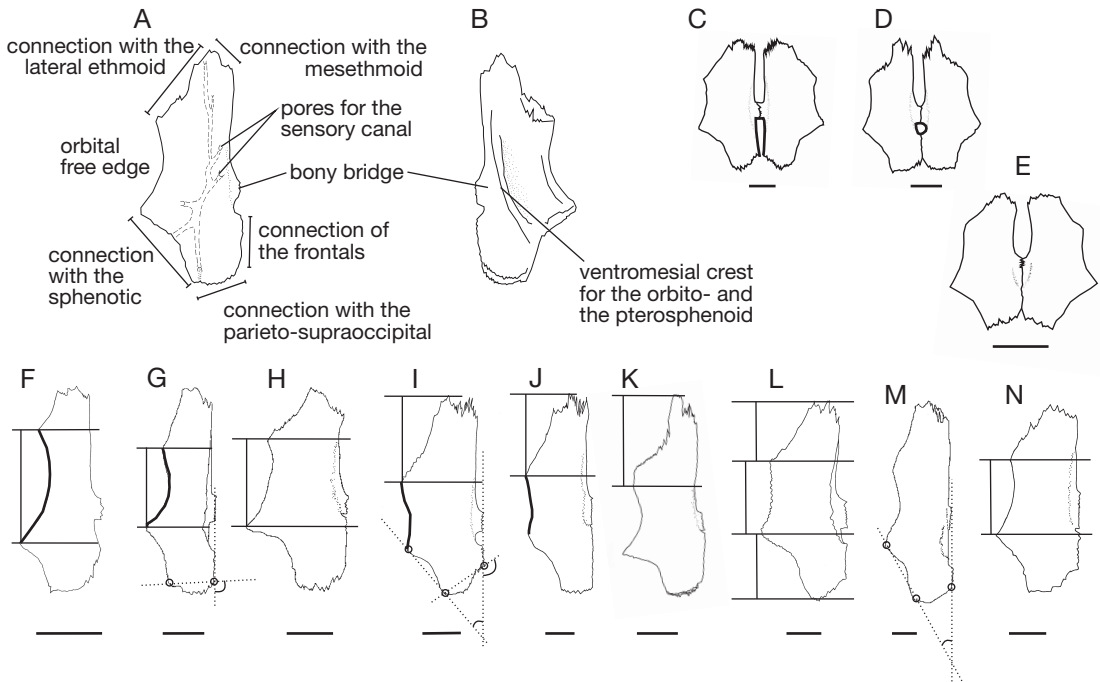 A
B
C
D
connection with the
lateral ethmoid
connection with the
mesethmoid
pores for the
sensory canal
orbital
free edge
bony bridge
E
connection of
the frontals
connection
with the
sphenotic
ventromesial crest
for the orbito- and
the pterosphenoid
connection with the
parieto-supraoccipital
F
G
H
I
J
K
L
M
N